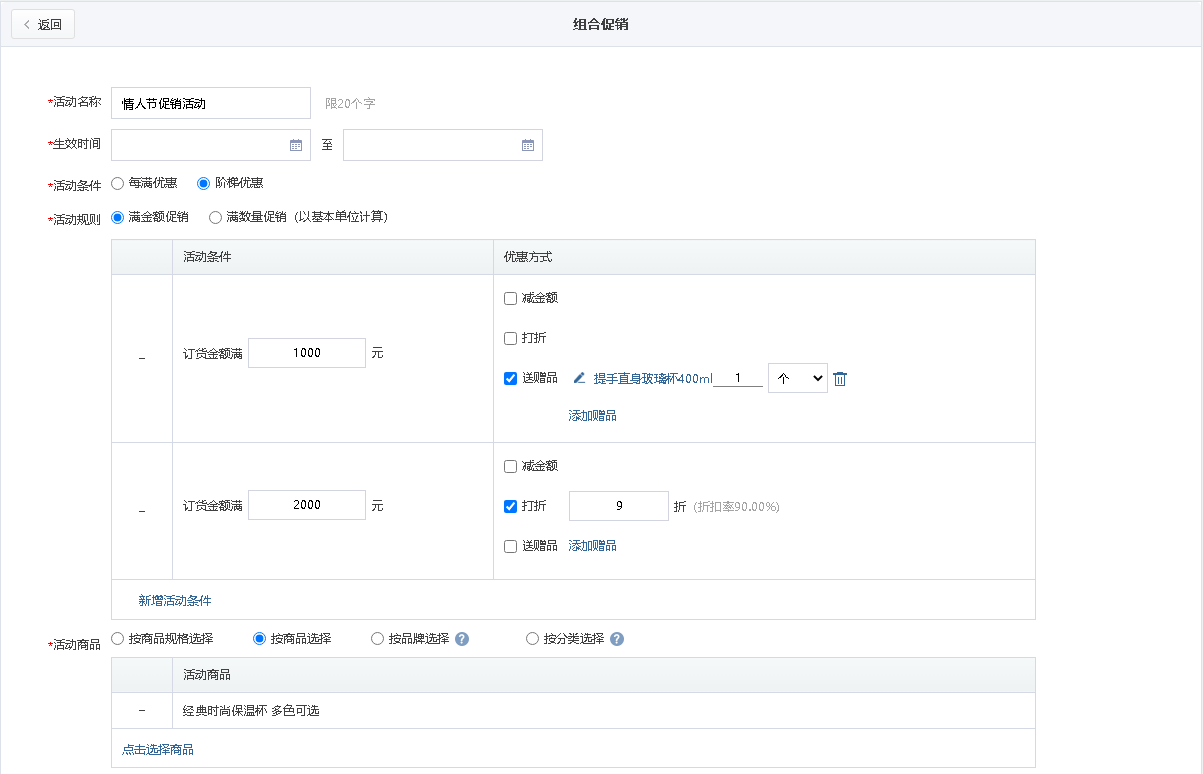 返回
组合促销
*活动名称 情人节促销活动 限20个字
*生效时间 至
*活动条件 每满优惠 阶梯优惠
*活动规则 满金额促销 满数量促销（以基本单位计算）
活动条件 优惠方式
减金额
打折
– 订货金额满 1000 元
送赠品 提手直身玻璃杯400ml 1 个
添加赠品
减金额
– 订货金额满 2000 元
打折 9 折 (折扣率90.00%)
送赠品 添加赠品
新增活动条件
*活动商品 按商品规格选择 按商品选择 按品牌选择 ? 按分类选择 ?
活动商品
– 经典时尚保温杯 多色可选
点击选择商品